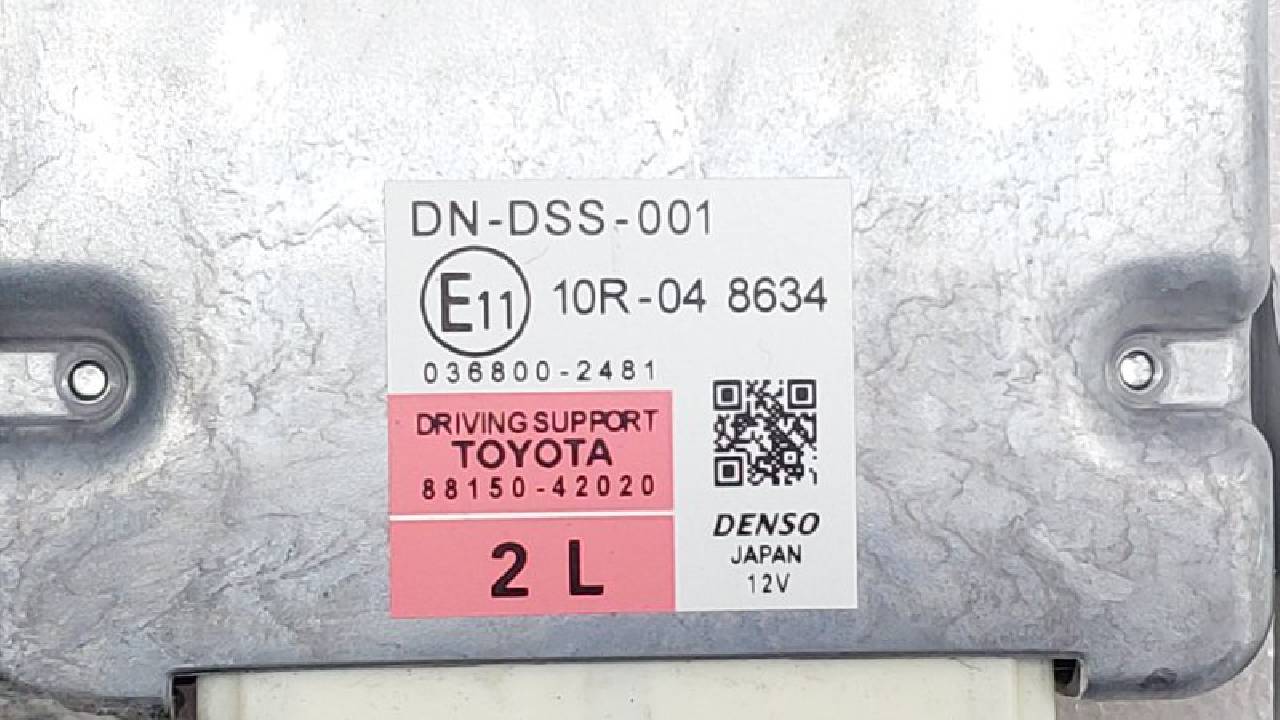 DN-DSS-001
E11 10R-04 8634
036800-2481
DRIVING SUPPORT
TOYOTA
88150-42020
2 L
DENSO
JAPAN
12V